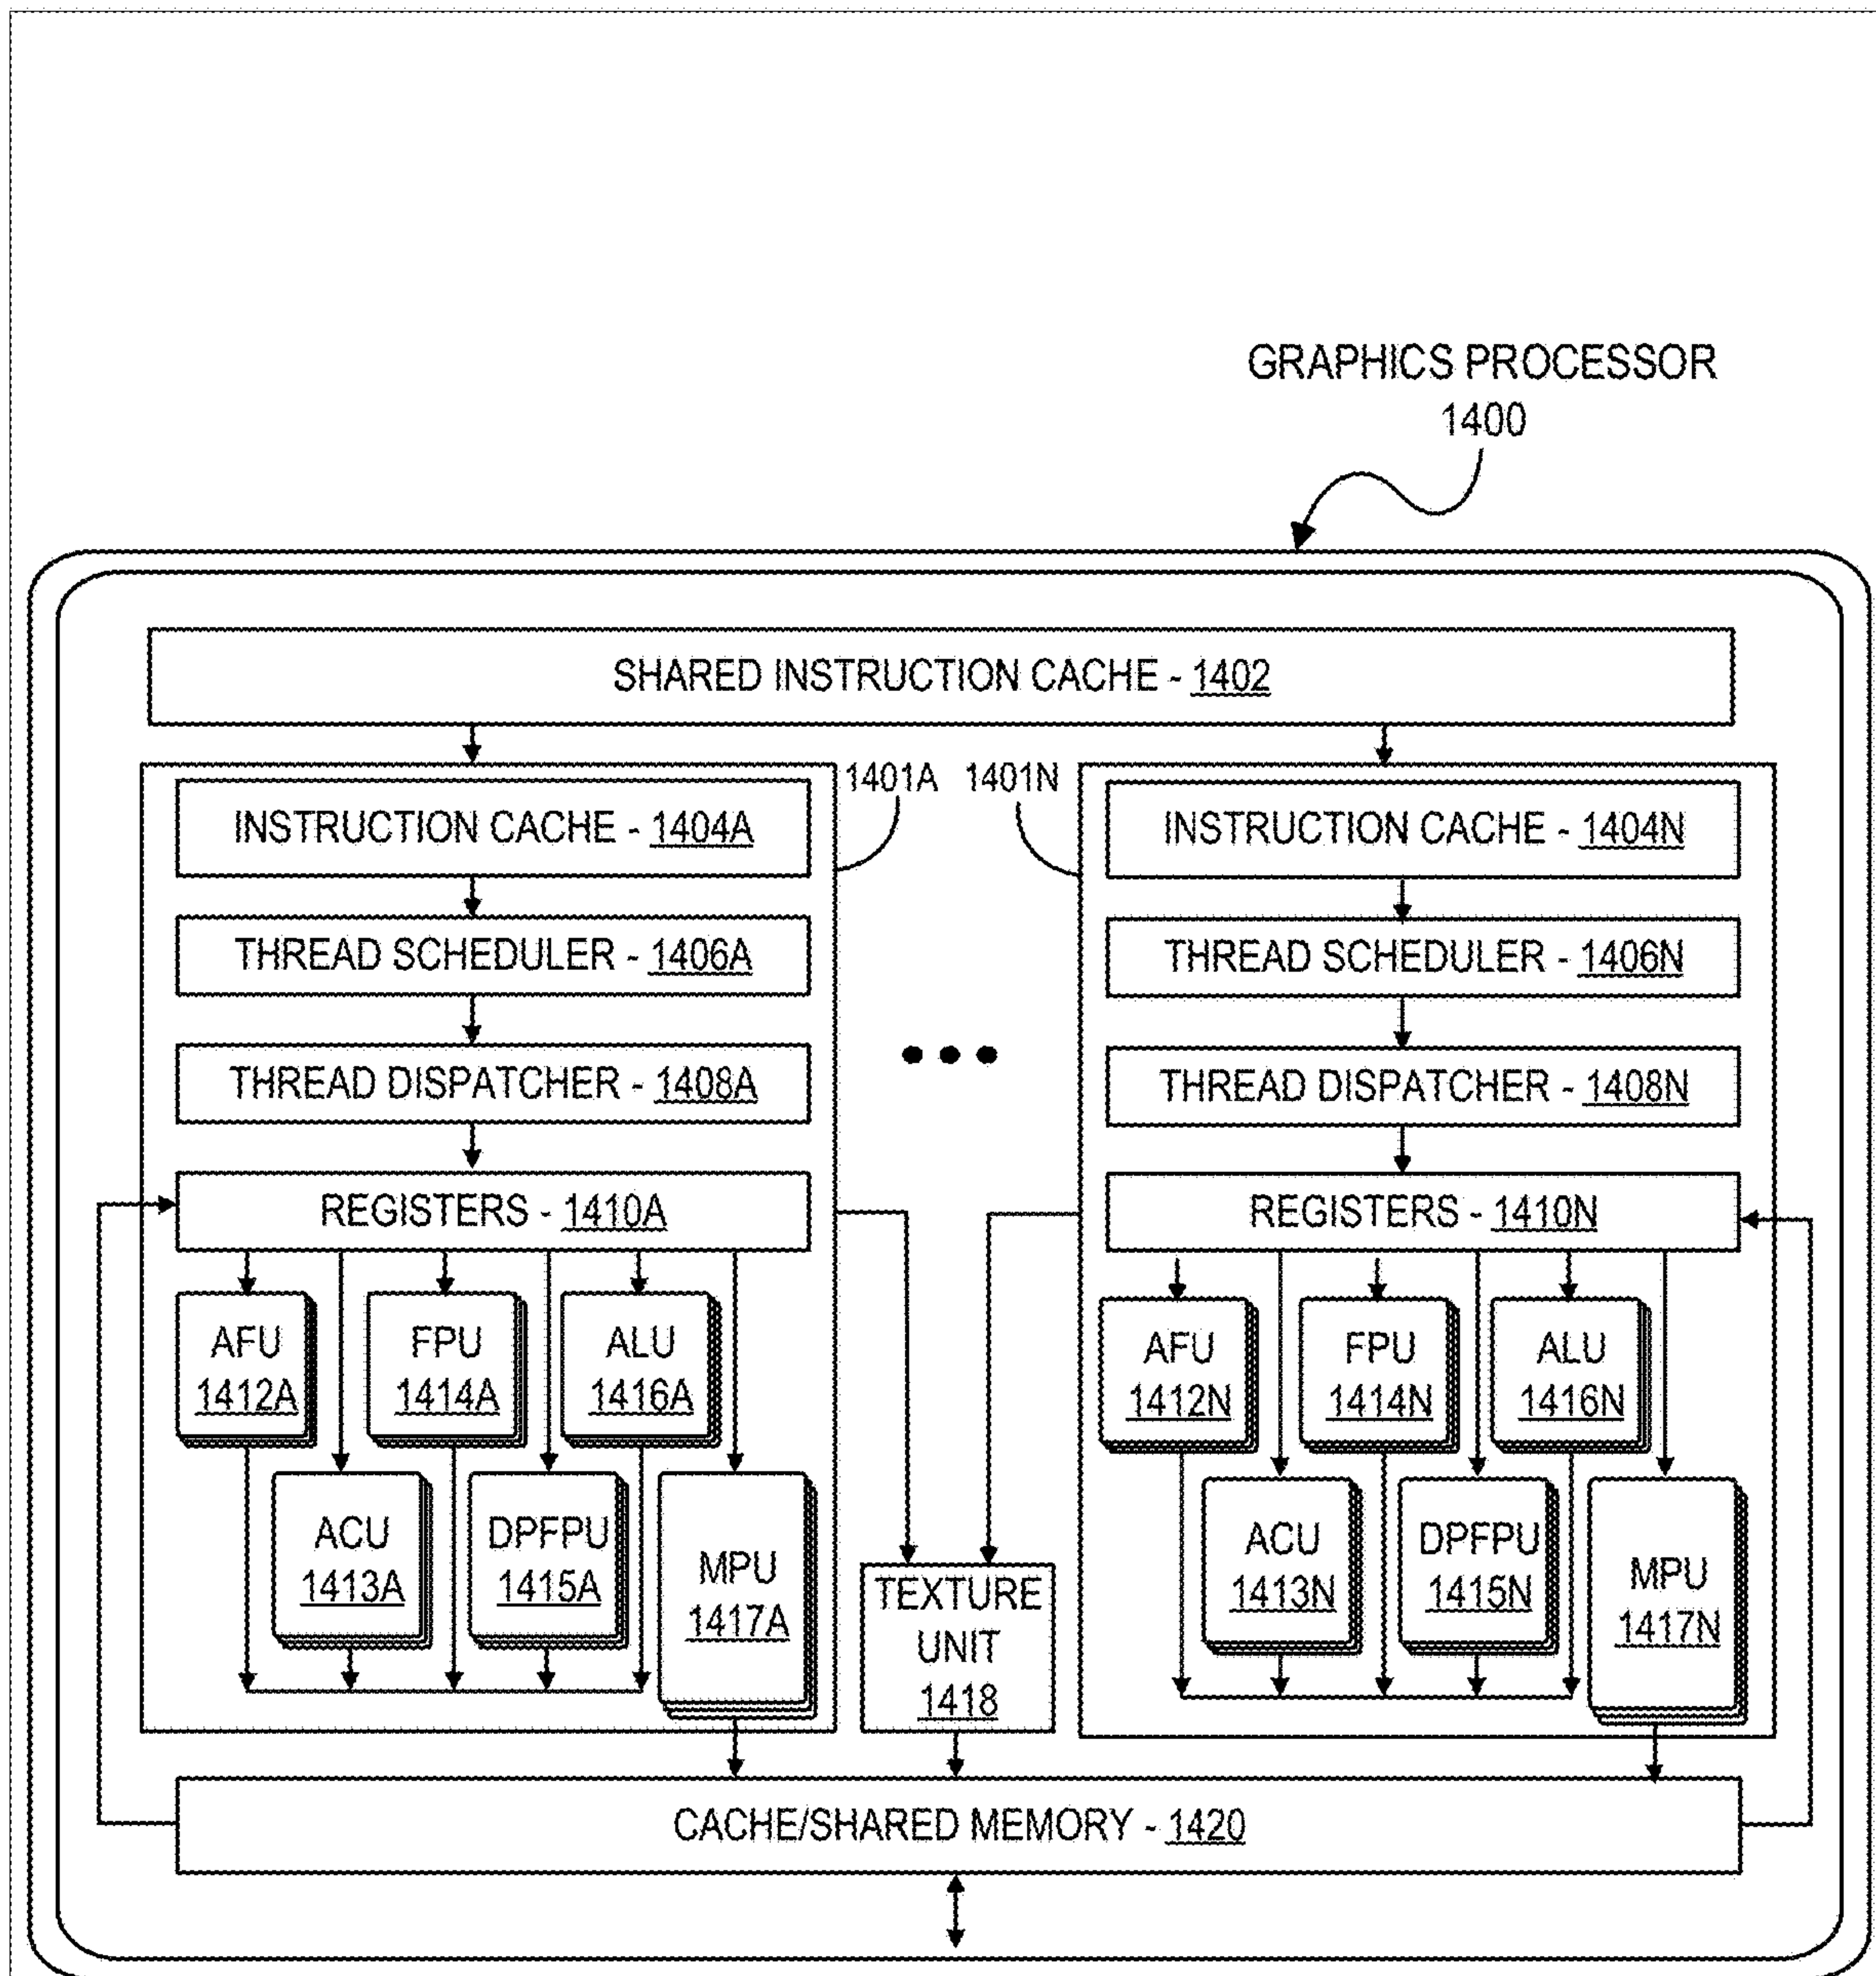 GRAPHICS PROCESSOR
1400
SHARED INSTRUCTION CACHE - 1402
1401A
1401N
INSTRUCTION CACHE - 1404A
THREAD SCHEDULER - 1406A
THREAD DISPATCHER - 1408A
REGISTERS - 1410A
AFU
1412A
FPU
1414A
ALU
1416A
ACU
1413A
DPFPU
1415A
MPU
1417A
TEXTURE
UNIT
1418
INSTRUCTION CACHE - 1404N
THREAD SCHEDULER - 1406N
THREAD DISPATCHER - 1408N
REGISTERS - 1410N
AFU
1412N
FPU
1414N
ALU
1416N
ACU
1413N
DPFPU
1415N
MPU
1417N
CACHE/SHARED MEMORY - 1420